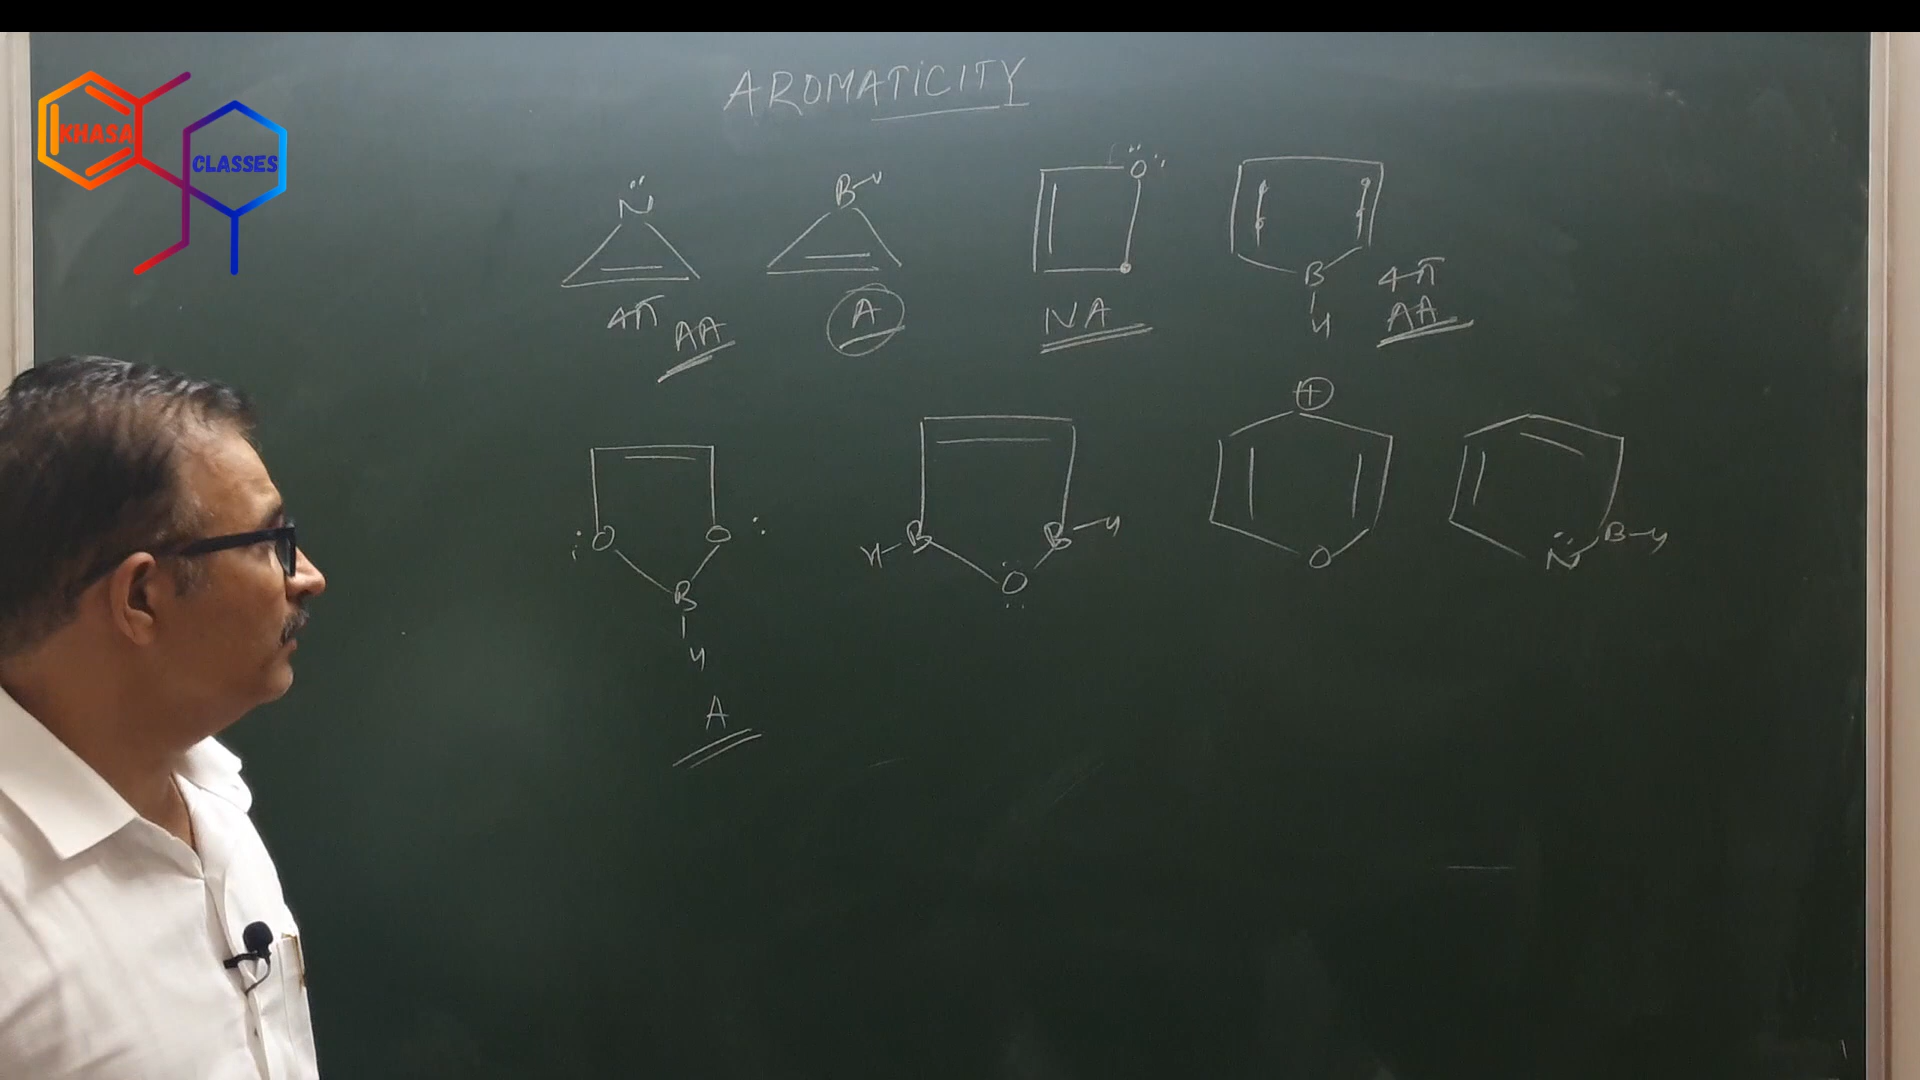 KHASA
CLASSES
AROMATICITY
N
B-H
O
B
H
4π
AA
A
NA
4π
AA
O
O
B
H
A
H-B
B-H
O
+
O
N
B-H